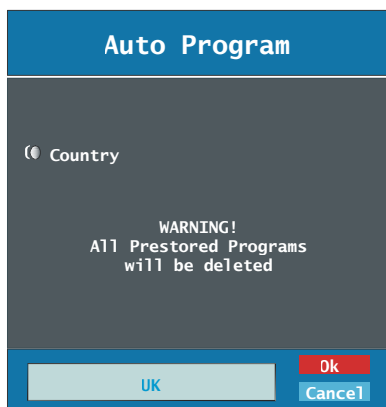 Auto Program
Country
WARNING!
All Prestored Programs
will be deleted
UK
Ok
Cancel